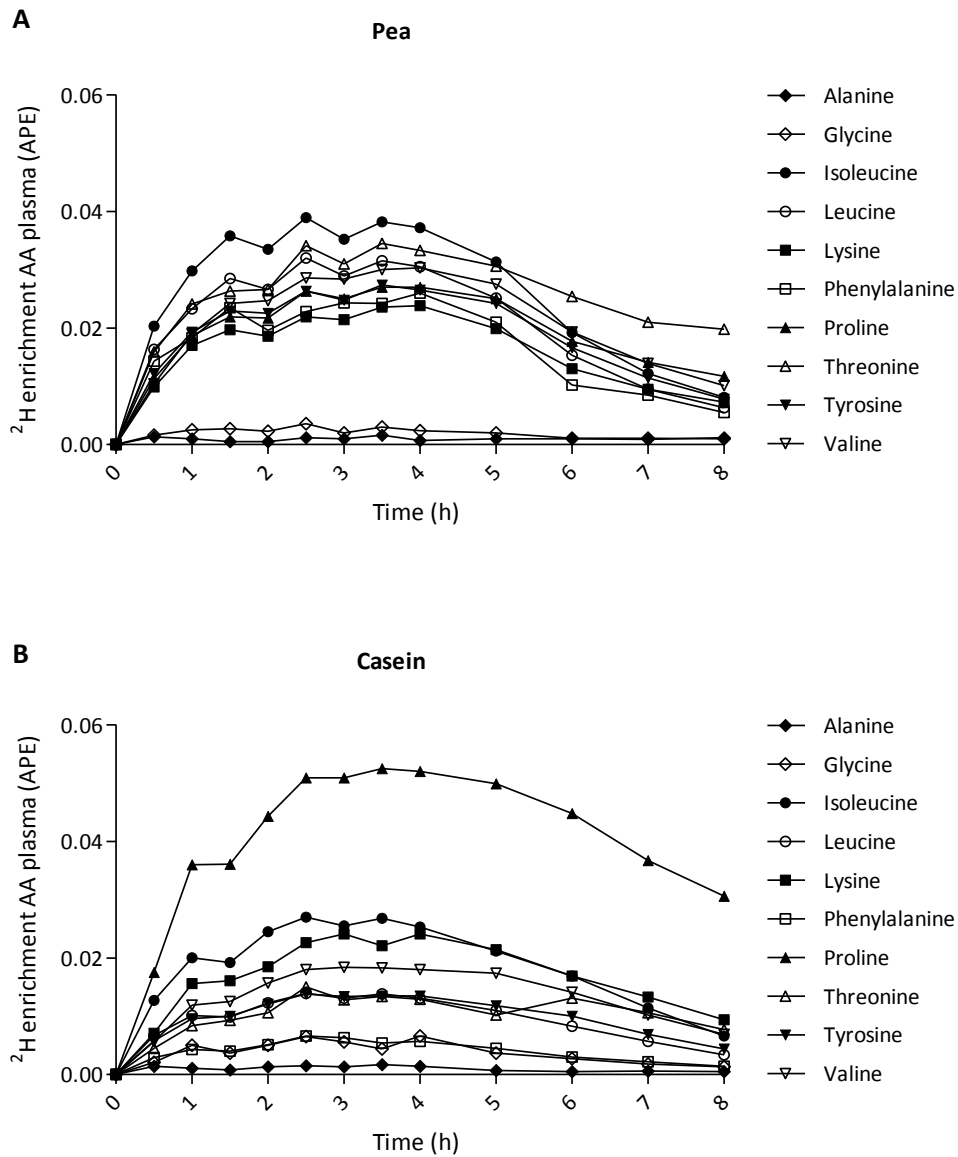 A
Pea
²H enrichment AA plasma (APE)
0.06
0.04
0.02
0.00
0 1 2 3 4 5 6 7 8
Time (h)
Alanine
Glycine
Isoleucine
Leucine
Lysine
Phenylalanine
Proline
Threonine
Tyrosine
Valine
B
Casein
²H enrichment AA plasma (APE)
0.06
0.04
0.02
0.00
0 1 2 3 4 5 6 7 8
Time (h)
Alanine
Glycine
Isoleucine
Leucine
Lysine
Phenylalanine
Proline
Threonine
Tyrosine
Valine